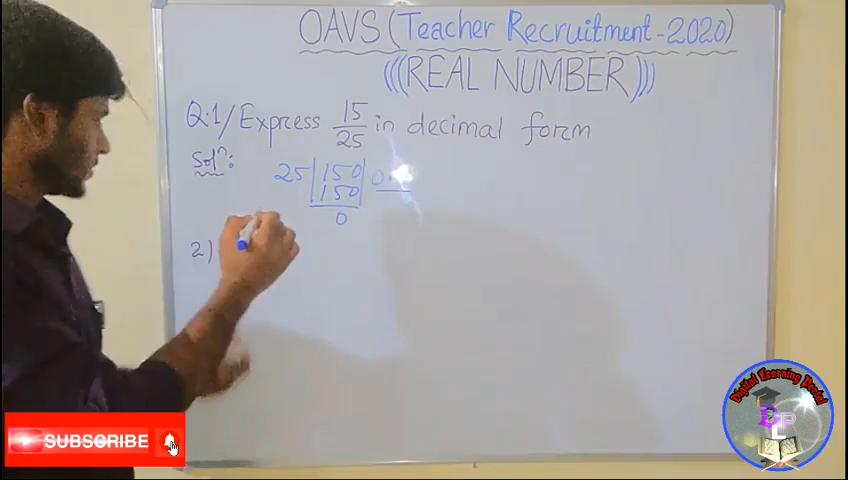 OAVS (Teacher Recruitment-2020)
(((REAL NUMBER)))
Q.1/ Express 15/25 in decimal form
Solⁿ:
25 | 150 | 0.
150
0
2)
SUBSCRIBE
Digital Learning Portal
DLP